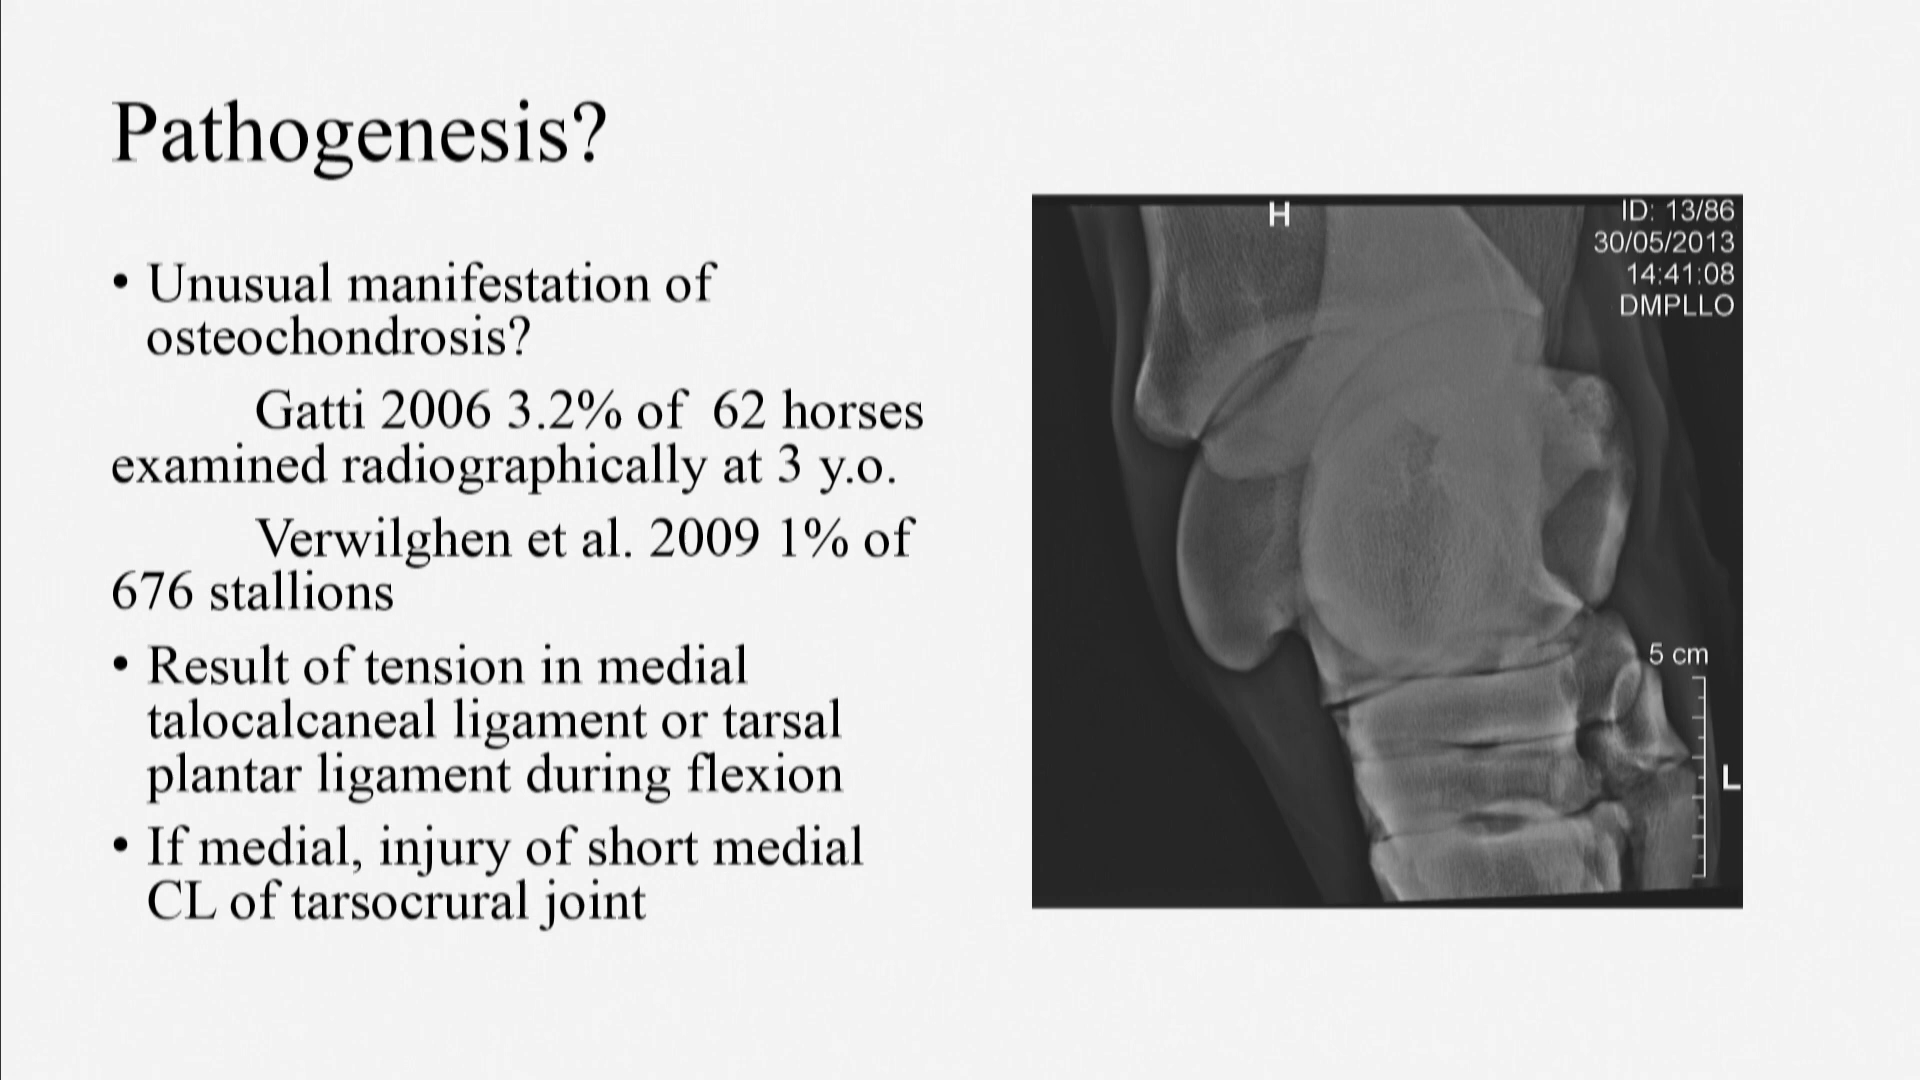 Pathogenesis?
• Unusual manifestation of
osteochondrosis?
Gatti 2006 3.2% of 62 horses
examined radiographically at 3 y.o.
Verwilghen et al. 2009 1% of
676 stallions
• Result of tension in medial
talocalcaneal ligament or tarsal
plantar ligament during flexion
• If medial, injury of short medial
CL of tarsocrural joint
H
ID: 13/86
30/05/2013
14:41:08
DMPLLO
5 cm
L